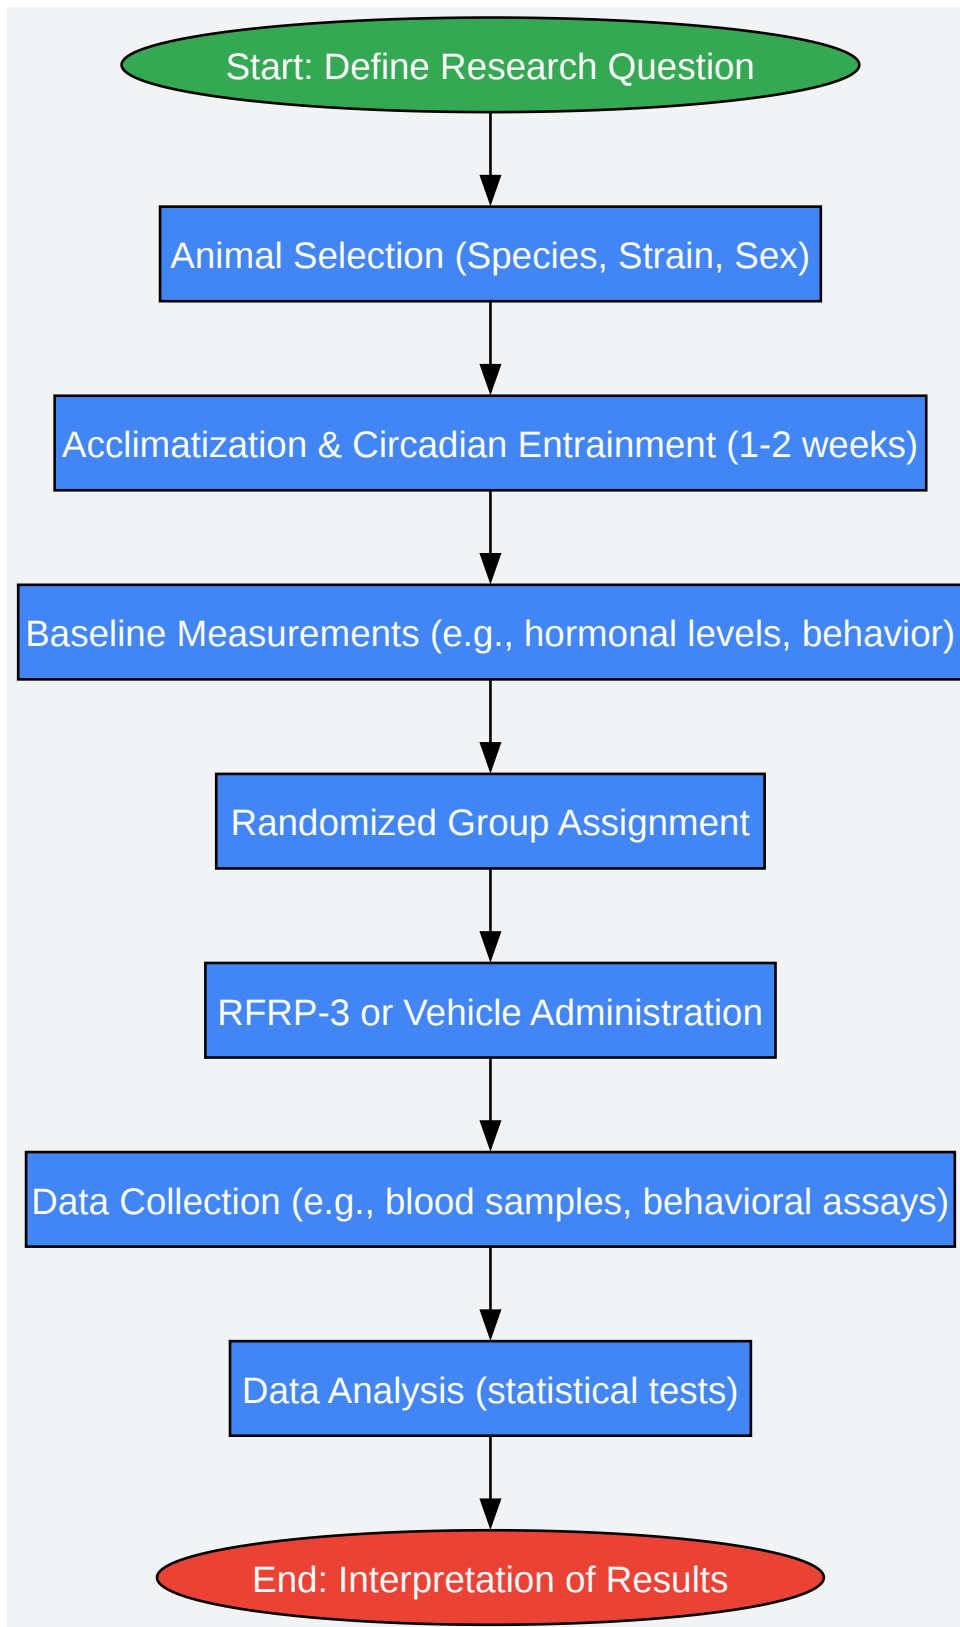 Start: Define Research Question
Animal Selection (Species, Strain, Sex)
Acclimatization & Circadian Entrainment (1-2 weeks)
Baseline Measurements (e.g., hormonal levels, behavior)
Randomized Group Assignment
RFRP-3 or Vehicle Administration
Data Collection (e.g., blood samples, behavioral assays)
Data Analysis (statistical tests)
End: Interpretation of Results